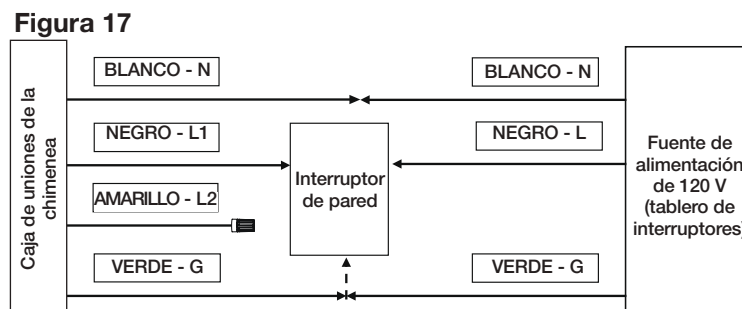 Figura 17
BLANCO - N
BLANCO - N
NEGRO - L1
NEGRO - L
AMARILLO - L2
VERDE - G
VERDE - G
Caja de uniones de la
chimenea
Interruptor
de pared
Fuente de
alimentación
de 120 V
(tablero de
interruptores)